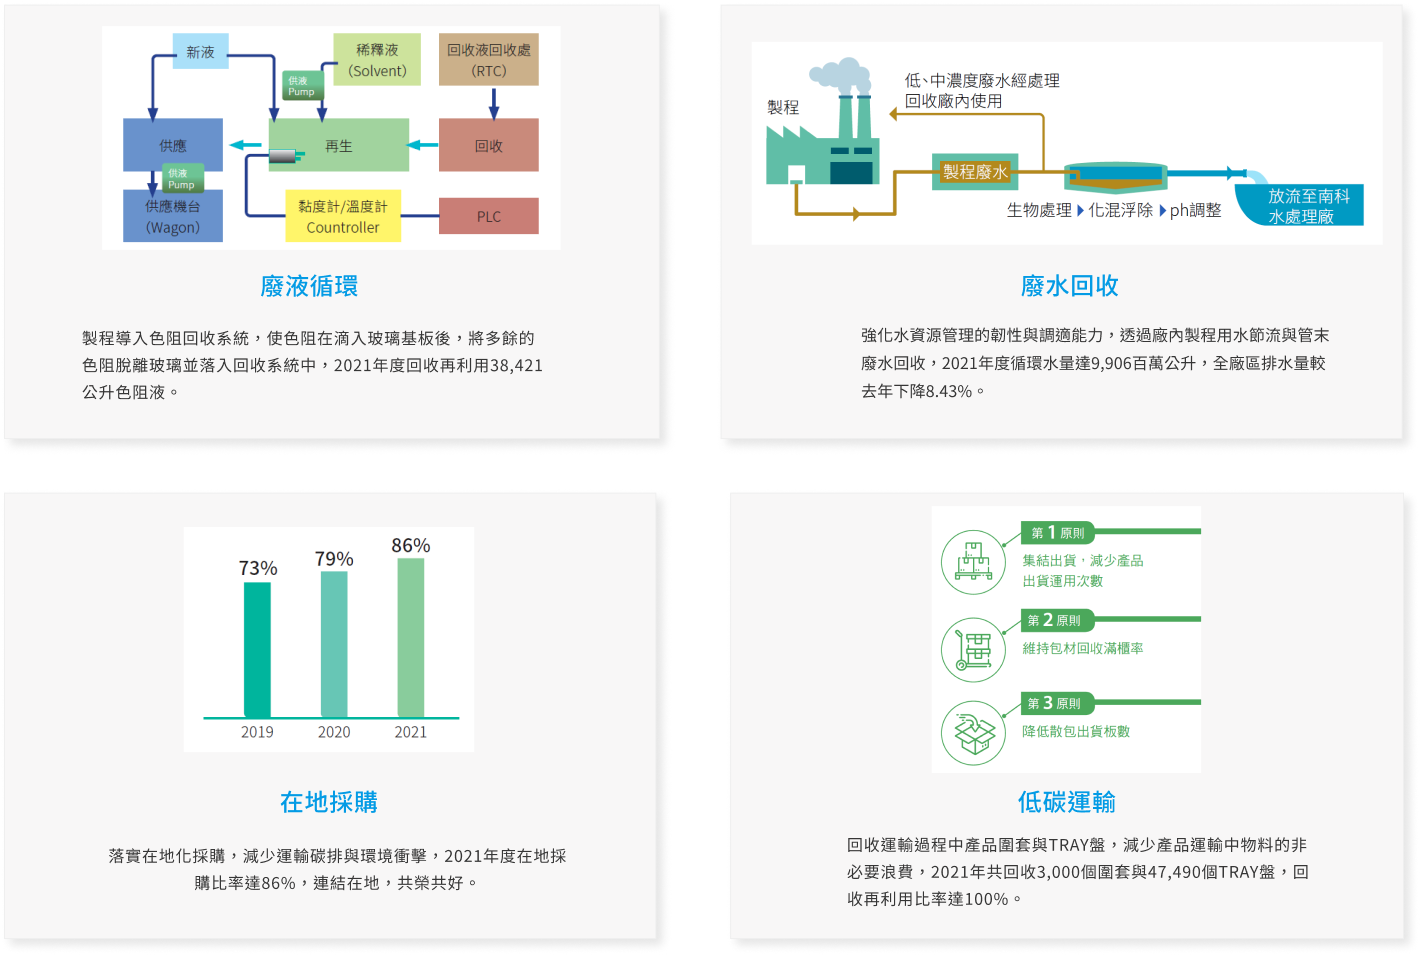 新液
稀釋液
(Solvent)
回收液回收處
(RTC)
供液
Pump
供應
再生
回收
供液
Pump
供應機台
(Wagon)
黏度計/溫度計
Countroller
PLC
廢液循環
製程導入色阻回收系統，使色阻在滴入玻璃基板後，將多餘的
色阻脫離玻璃並落入回收系統中，2021年度回收再利用38,421
公升色阻液。
低、中濃度廢水經處理
回收廠內使用
製程
製程廢水
生物處理 化混浮除 ph調整
放流至南科
水處理廠
廢水回收
強化水資源管理的韌性與調適能力，透過廠內製程用水節流與管末
廢水回收，2021年度循環水量達9,906百萬公升，全廠區排水量較
去年下降8.43%。
73%
79%
86%
2019
2020
2021
在地採購
落實在地化採購，減少運輸碳排與環境衝擊，2021年度在地採
購比率達86%，連結在地，共榮共好。
第 1 原則
集結出貨，減少產品
出貨運用次數
第 2 原則
維持包材回收滿櫃率
第 3 原則
降低散包出貨板數
低碳運輸
回收運輸過程中產品圍套與TRAY盤，減少產品運輸中物料的非
必要浪費，2021年共回收3,000個圍套與47,490個TRAY盤，回
收再利用比率達100%。